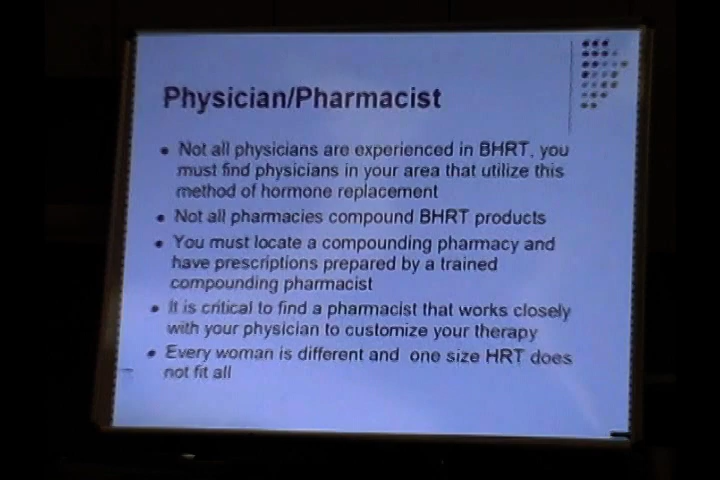 Physician/Pharmacist
• Not all physicians are experienced in BHRT, you
must find physicians in your area that utilize this
method of hormone replacement
• Not all pharmacies compound BHRT products
• You must locate a compounding pharmacy and
have prescriptions prepared by a trained
compounding pharmacist
• It is critical to find a pharmacist that works closely
with your physician to customize your therapy
• Every woman is different and one size HRT does
not fit all